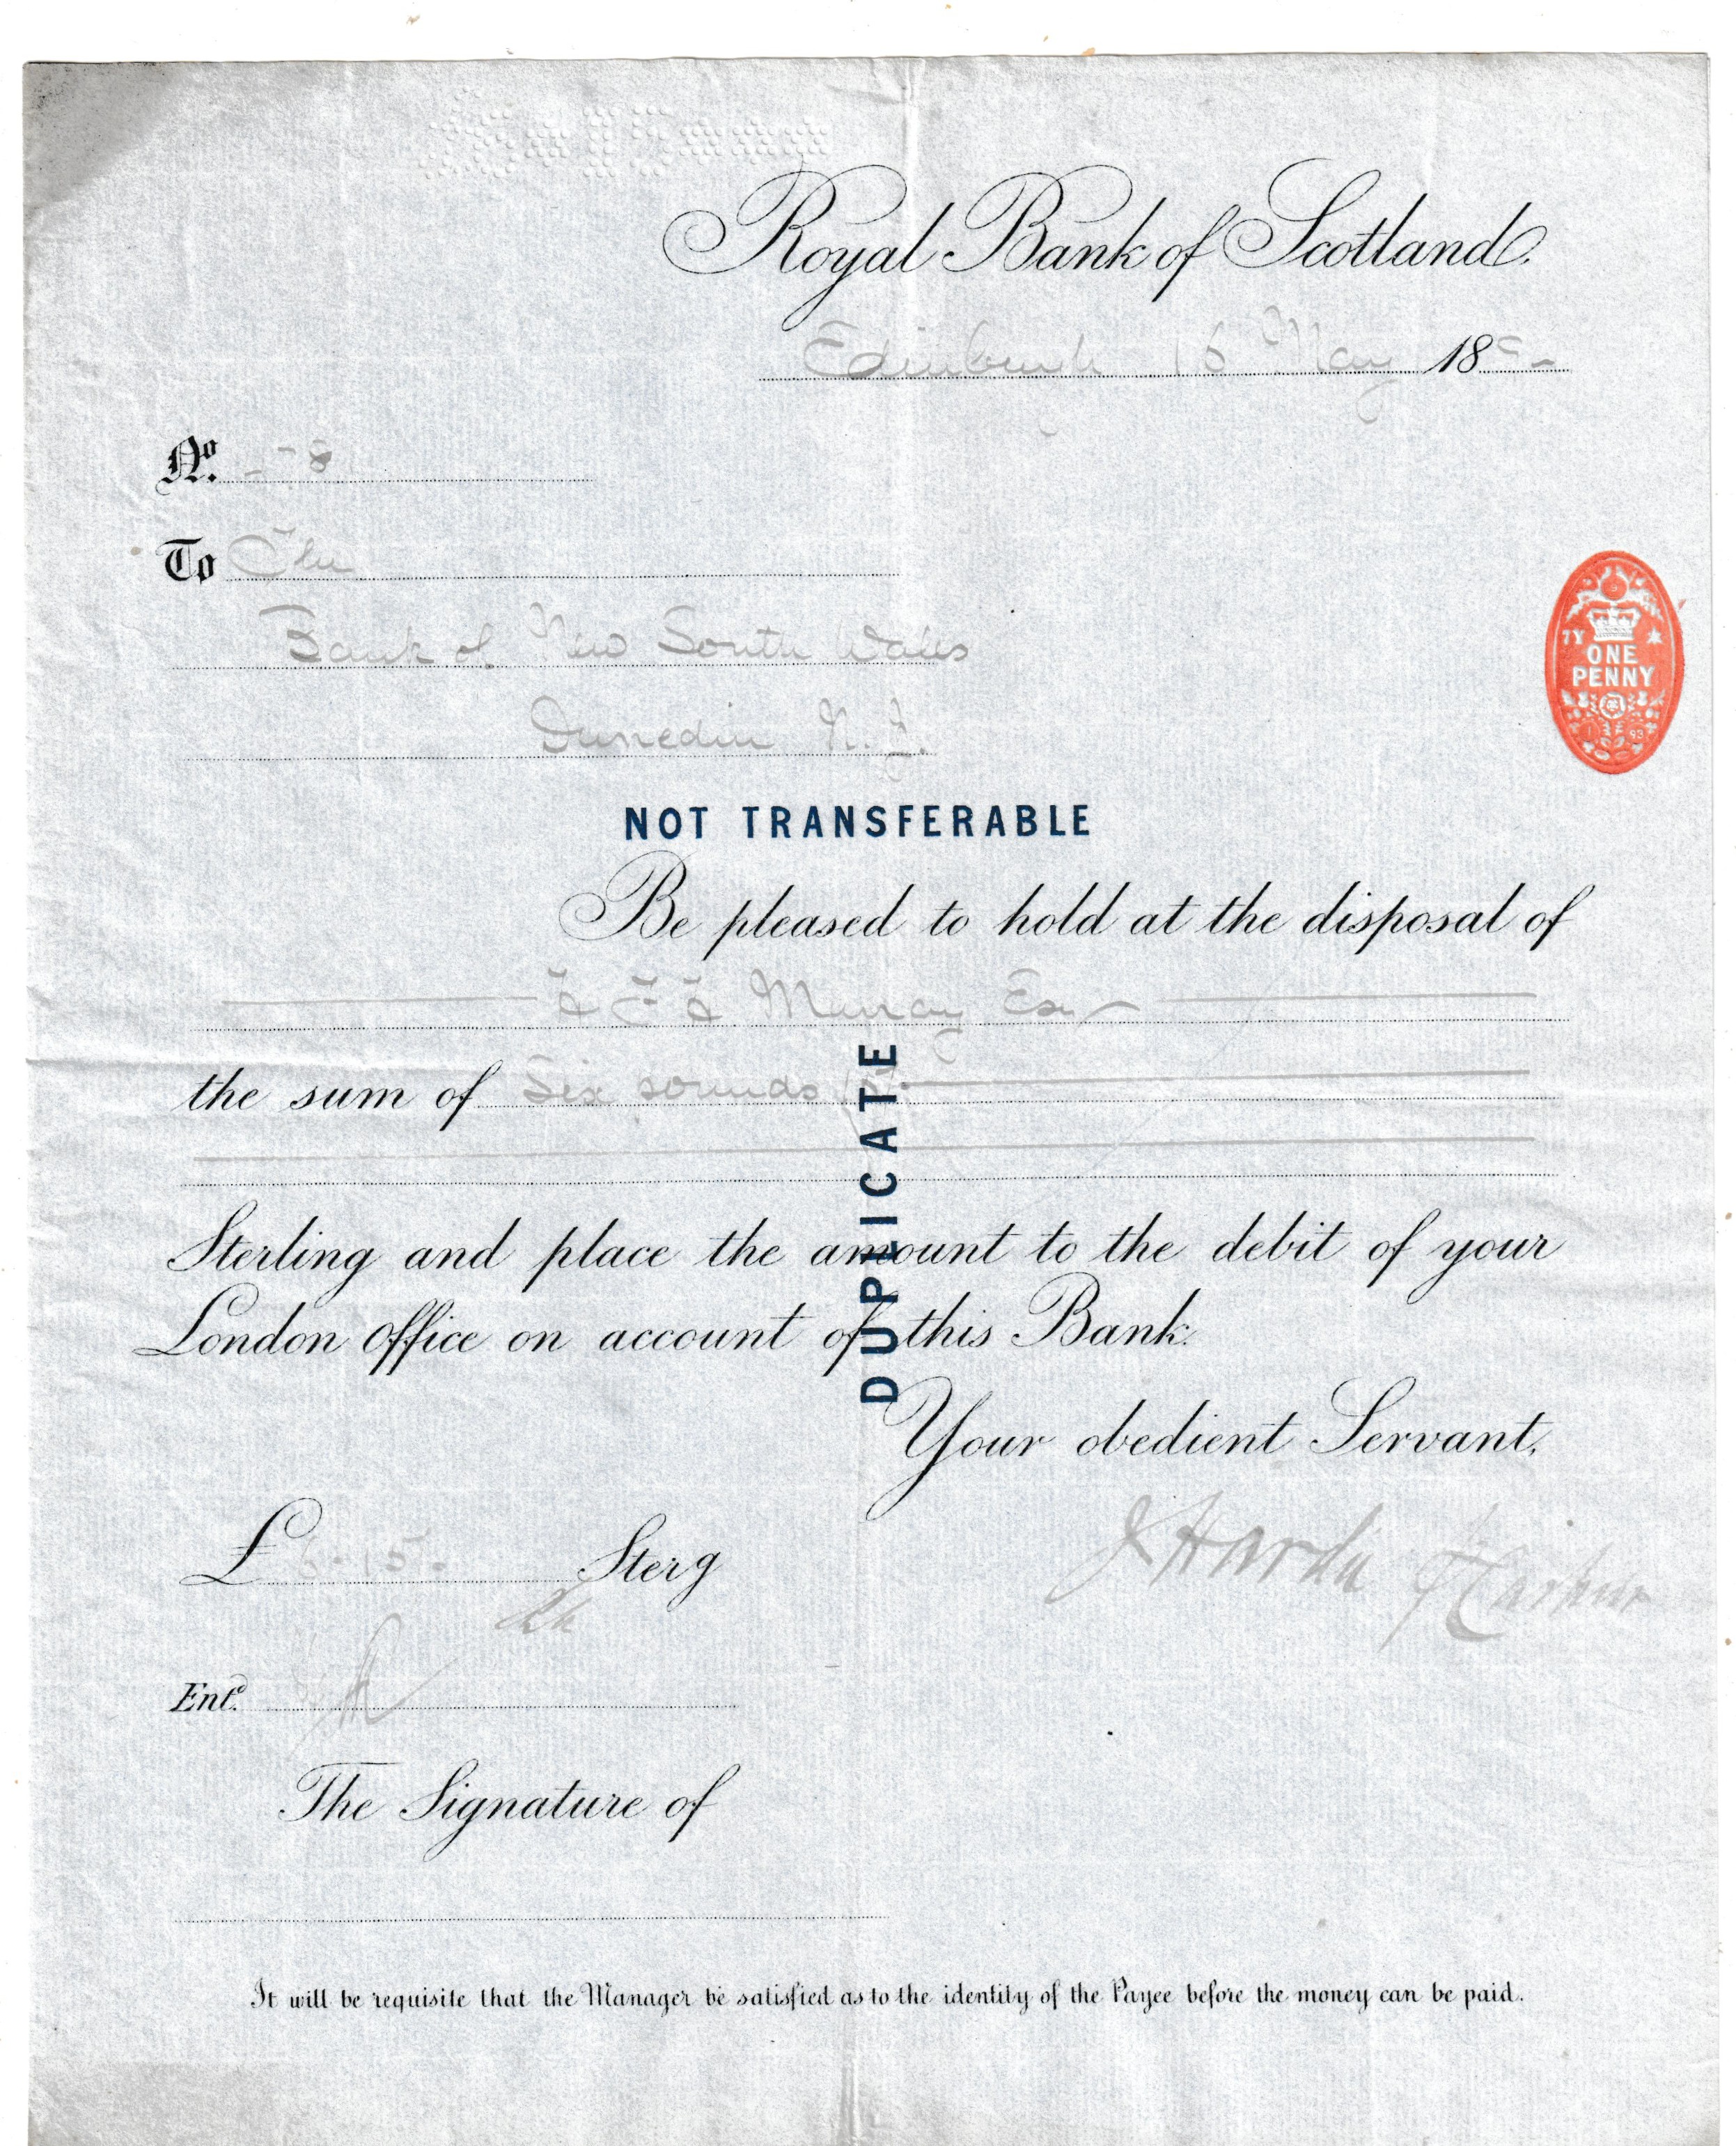 Royal Bank of Scotland.
Edinburgh 16 May 189
No. 8
To The
Bank of New South Wales
Dunedin N.Z.
7Y
ONE
PENNY
93
NOT TRANSFERABLE
Be pleased to hold at the disposal of
Murray Esq
DUPLICATE
the sum of Six pounds 15/-
Sterling and place the amount to the debit of your
London Office on account of this Bank.
Your obedient Servant,
£6-15- Sterg
Entd.
The Signature of
It will be requisite that the Manager be satisfied as to the identity of the Payee before the money can be paid.